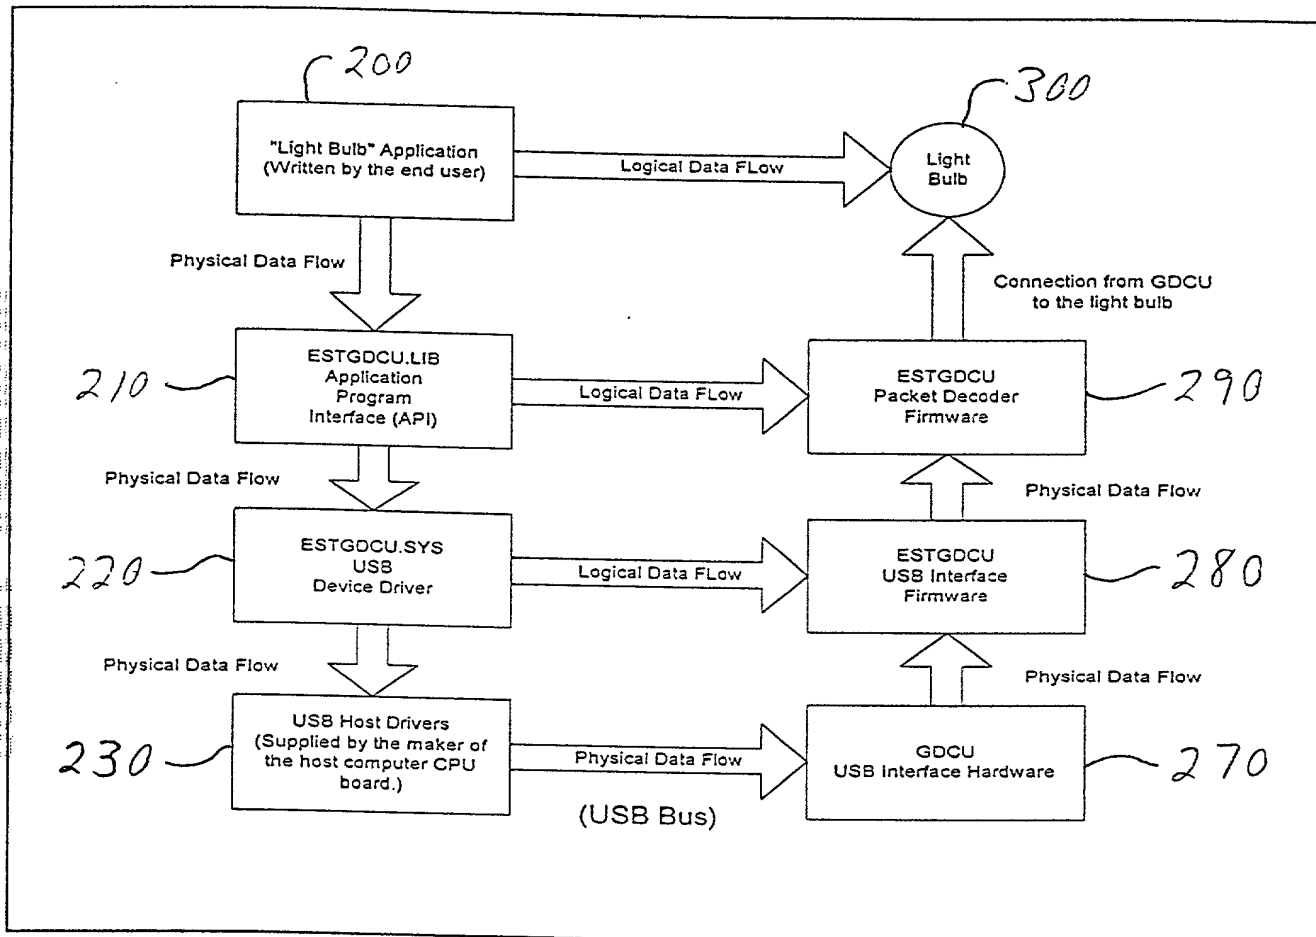 200
300
"Light Bulb" Application
(Written by the end user)
Logical Data FLow
Light
Bulb
Physical Data Flow
Connection from GDCU
to the light bulb
210
ESTGDCU.LIB
Application
Program
Interface (API)
Logical Data FLow
ESTGDCU
Packet Decoder
Firmware
290
Physical Data Flow
Physical Data Flow
220
ESTGDCU.SYS
USB
Device Driver
Logical Data FLow
ESTGDCU
USB Interface
Firmware
280
Physical Data Flow
Physical Data Flow
230
USB Host Drivers
(Supplied by the maker of
the host computer CPU
board.)
Physical Data Flow
(USB Bus)
GDCU
USB Interface Hardware
270